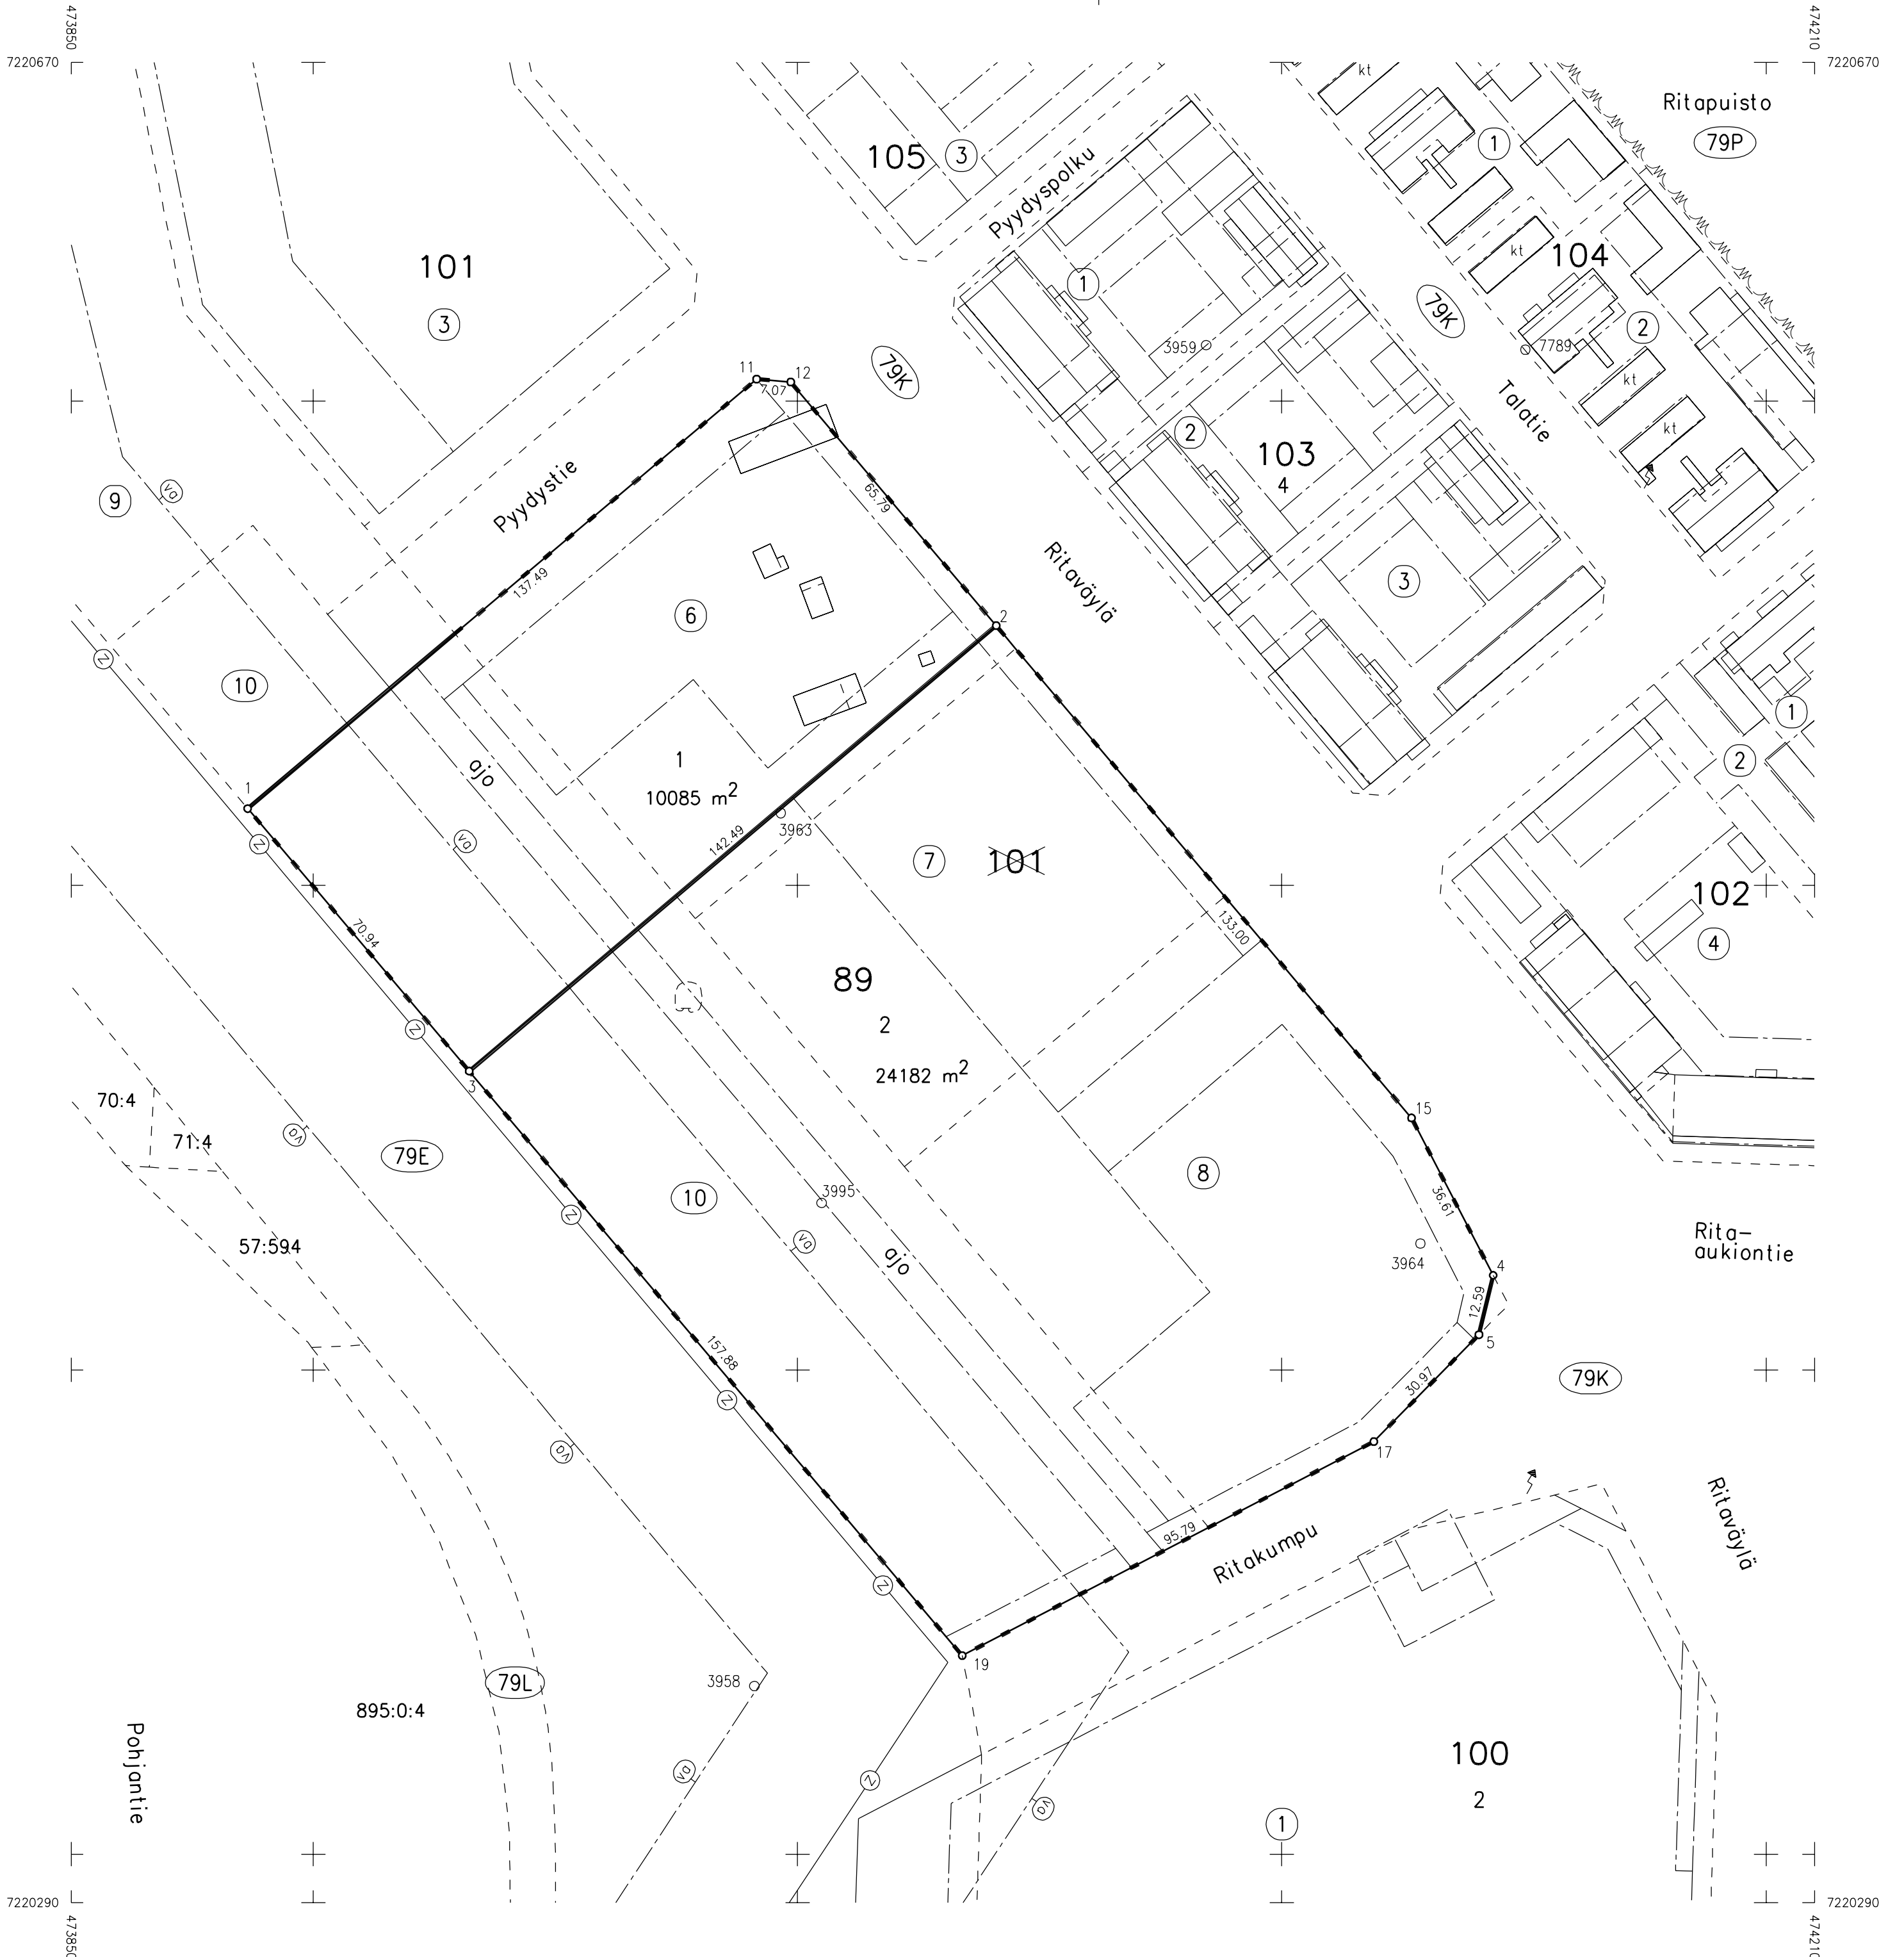 473850
474210
7220670
7220670
kt
Ritapuisto
79P
1
105
3
Pyydyspolku
101
3
kt
104
1
79K
2
7789
3959
kt
79K
11
12
7.07
Talatie
kt
2
103
4
9
va
Pyydystie
65.79
137.49
Ritaväylä
3
6
2
z
10
1
2
1
10085 m2
ajo
1
z
va
142.49
3963
7
101
102
4
70.94
133.00
89
2
z
24182 m2
3
70:4
71:4
va
79E
15
8
10
3995
z
36.61
57:594
va
ajo
3964
Rita-
aukiontie
4
12.59
5
157.88
30.97
79K
z
va
17
95.79
Ritakumpu
Ritaväylä
z
19
3958
79L
895:0:4
Pohjantie
va
z
va
100
2
1
7220290
7220290
473850
474210